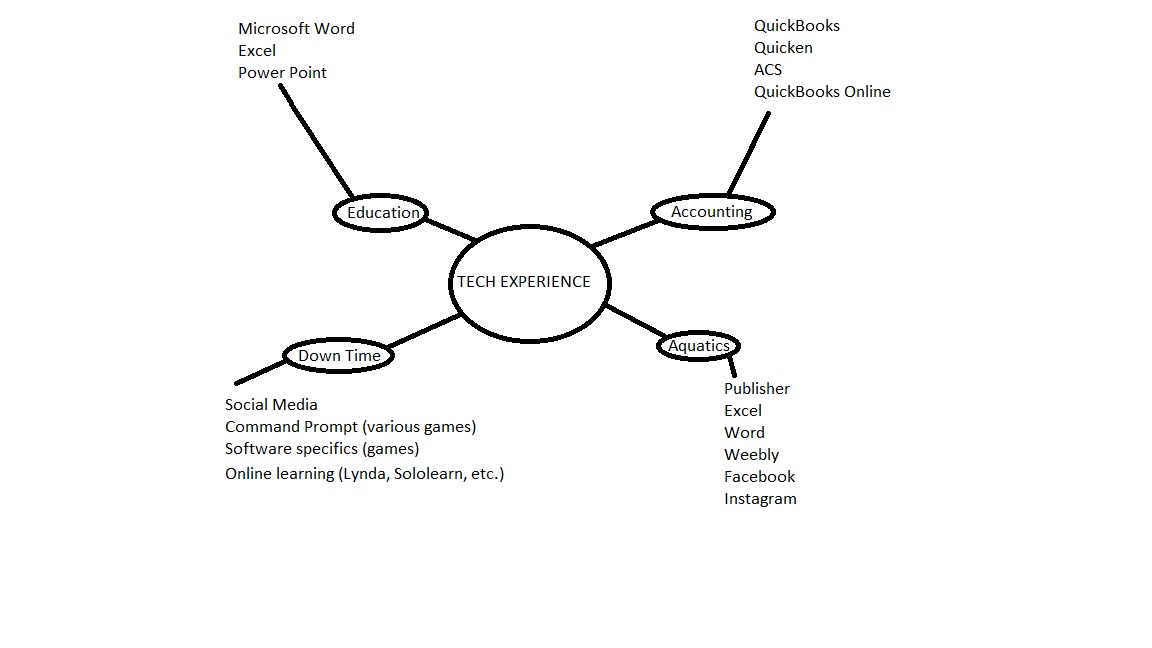 Microsoft Word
Excel
Power Point
QuickBooks
Quicken
ACS
QuickBooks Online
Education
Accounting
TECH EXPERIENCE
Down Time
Aquatics
Social Media
Command Prompt (various games)
Software specifics (games)
Online learning (Lynda, Sololearn, etc.)
Publisher
Excel
Word
Weebly
Facebook
Instagram